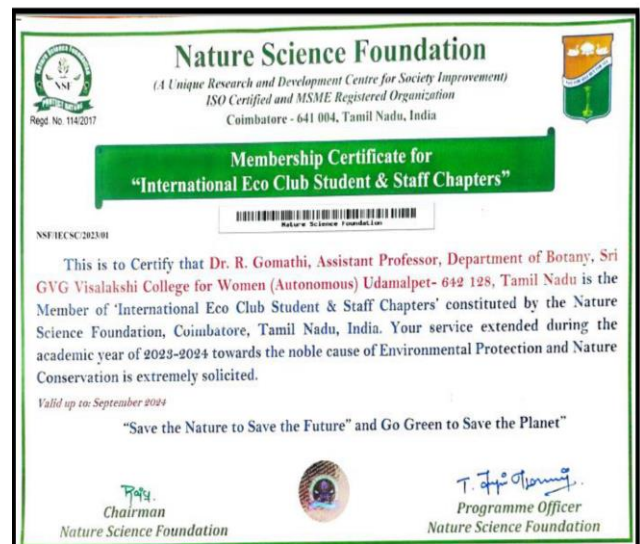 Nature Science Foundation
(A Unique Research and Development Centre for Society Improvement)
ISO Certified and MSME Registered Organization
Coimbatore - 641 004, Tamil Nadu, India
NSF
PROTECT NATURE
Regd. No. 114/2017
Membership Certificate for
“International Eco Club Student & Staff Chapters”
Nature Science Foundation
NSF/IECSC/2023/01
This is to Certify that Dr. R. Gomathi, Assistant Professor, Department of Botany, Sri
GVG Visalakshi College for Women (Autonomous) Udamalpet- 642 128, Tamil Nadu is the
Member of 'International Eco Club Student & Staff Chapters' constituted by the Nature
Science Foundation, Coimbatore, Tamil Nadu, India. Your service extended during the
academic year of 2023-2024 towards the noble cause of Environmental Protection and Nature
Conservation is extremely solicited.
Valid up to: September 2024
“Save the Nature to Save the Future” and Go Green to Save the Planet”
Chairman
Nature Science Foundation
Programme Officer
Nature Science Foundation